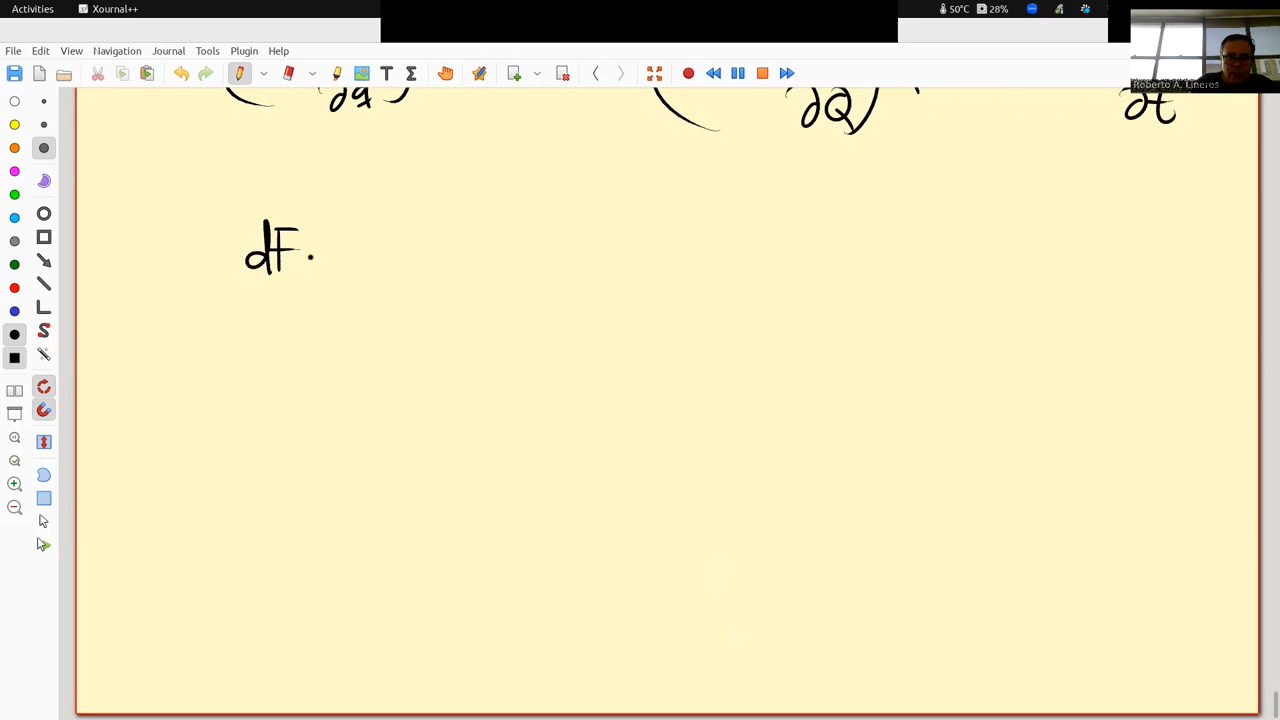 Activities Xournal++ 50°C 28%
File Edit View Navigation Journal Tools Plugin Help
Roberto A. Lineros
∂q ∂Q ∂t
dF